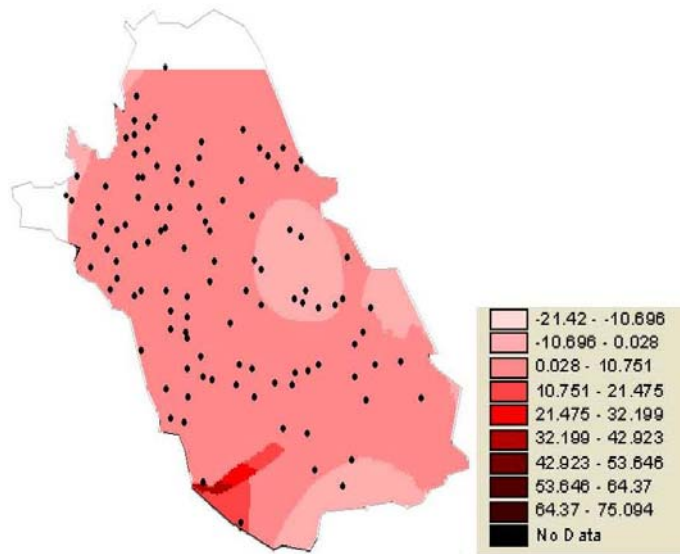 -21.42 - -10.696
-10.696 - 0.028
0.028 - 10.751
10.751 - 21.475
21.475 - 32.199
32.199 - 42.923
42.923 - 53.646
53.646 - 64.37
64.37 - 75.094
No Data